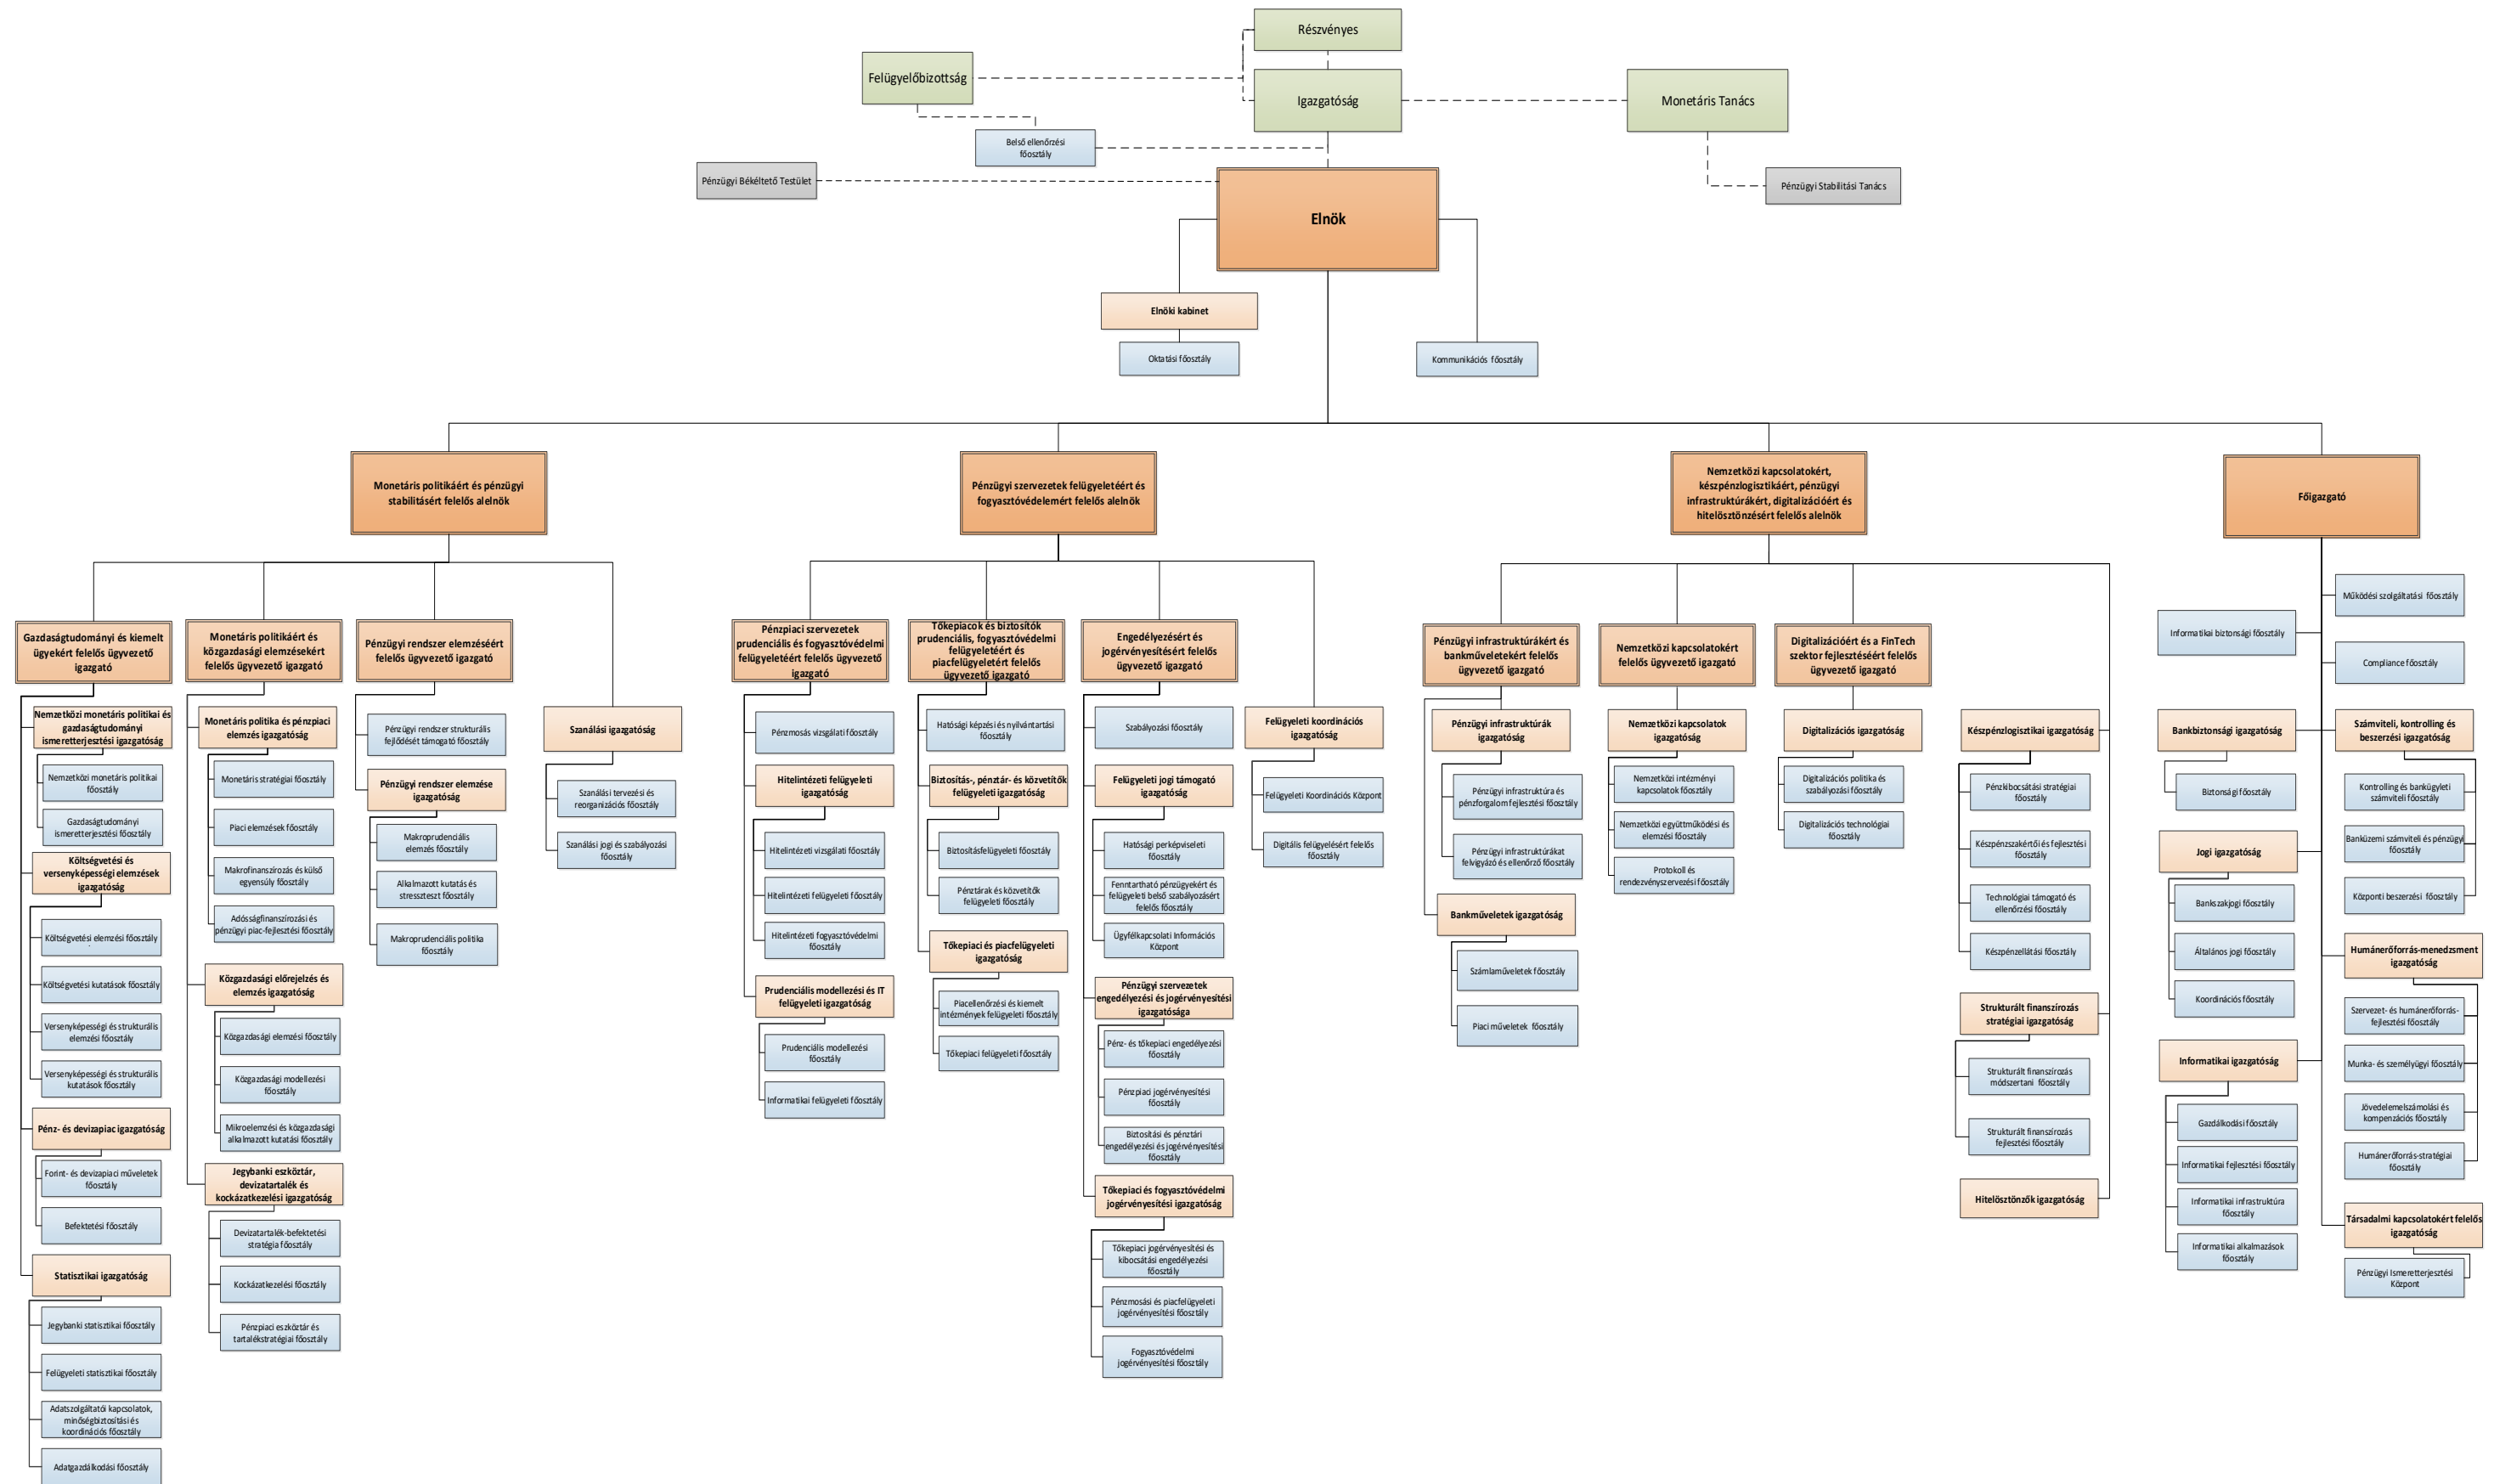 Részvényes
Felügyelőbizottság
Igazgatóság
Monetáris Tanács
Belső ellenőrzési
főosztály
Pénzügyi Békéltető Testület
Pénzügyi Stabilitási Tanács
Elnök
Elnöki kabinet
Oktatási főosztály
Kommunikációs főosztály
Monetáris politikáért és pénzügyi
stabilitásért felelős alelnök
Gazdaságtudományi és kiemelt
ügyekért felelős ügyvezető
igazgató
Nemzetközi monetáris politikai és
gazdaságtudományi
ismeretterjesztési igazgatóság
Nemzetközi monetáris politikai
főosztály
Gazdaságtudományi
ismeretterjesztési főosztály
Költségvetési és
versenyképességi elemzések
igazgatóság
Költségvetési elemzési főosztály
Költségvetési kutatások főosztály
Versenyképességi és strukturális
elemzési főosztály
Versenyképességi és strukturális
kutatások főosztály
Pénz- és devizapiac igazgatóság
Forint- és devizapiaci műveletek
főosztály
Befektetési főosztály
Statisztikai igazgatóság
Jegybanki statisztikai főosztály
Felügyeleti statisztikai főosztály
Adatszolgáltatói kapcsolatok,
minőségbiztosítási és
koordinációs főosztály
Adatgazdálkodási főosztály
Monetáris politikáért és
közgazdasági elemzésekért
felelős ügyvezető igazgató
Monetáris politika és pénzpiaci
elemzés igazgatóság
Monetáris stratégiai főosztály
Piaci elemzések főosztály
Makrofinanszírozás és külső
egyensúly főosztály
Adósságfinanszírozási és
pénzügyi piac-fejlesztési főosztály
Közgazdasági előrejelzés és
elemzés igazgatóság
Közgazdasági elemzési főosztály
Közgazdasági modellezési
főosztály
Mikroelemzési és közgazdasági
alkalmazott kutatási főosztály
Jegybanki eszköztár,
devizatartalék és
kockázatkezelési igazgatóság
Devizatartalék-befektetési
stratégia főosztály
Kockázatkezelési főosztály
Pénzpiaci eszköztár és
tartalékstratégiai főosztály
Pénzügyi rendszer elemzéséért
felelős ügyvezető igazgató
Pénzügyi rendszer strukturális
fejlődését támogató főosztály
Pénzügyi rendszer elemzése
igazgatóság
Makroprudenciális
elemzés főosztály
Alkalmazott kutatás és
stresszteszt főosztály
Makroprudenciális politika
főosztály
Szanálási igazgatóság
Szanálási tervezési és
reorganizációs főosztály
Szanálási jogi és szabályozási
főosztály
Pénzügyi szervezetek felügyeletéért és
fogyasztóvédelemért felelős alelnök
Pénzpiaci szervezetek
prudenciális és fogyasztóvédelmi
felügyeletéért felelős ügyvezető
igazgató
Pénzmosás vizsgálati főosztály
Hitelintézeti felügyeleti
igazgatóság
Hitelintézeti vizsgálati főosztály
Hitelintézeti felügyeleti főosztály
Hitelintézeti fogyasztóvédelmi
főosztály
Prudenciális modellezési és IT
felügyeleti igazgatóság
Prudenciális modellezési
főosztály
Informatikai felügyeleti főosztály
Tőkepiacok és biztosítók
prudenciális, fogyasztóvédelmi
felügyeletéért és
piacfelügyeletért felelős
ügyvezető igazgató
Hatósági képzési és nyilvántartási
főosztály
Biztosítás-, pénztár- és közvetítők
felügyeleti igazgatóság
Biztosításfelügyeleti főosztály
Pénztárak és közvetítők
felügyeleti főosztály
Tőkepiaci és piacfelügyeleti
igazgatóság
Piacellenőrzési és kiemelt
intézmények felügyeleti főosztály
Tőkepiaci felügyeleti főosztály
Engedélyezésért és
jogérvényesítésért felelős
ügyvezető igazgató
Szabályozási főosztály
Felügyeleti jogi támogató
igazgatóság
Hatósági perképviseleti
főosztály
Fenntartható pénzügyekért és
felügyeleti belső szabályozásért
felelős főosztály
Ügyfélkapcsolati Információs
Központ
Pénzügyi szervezetek
engedélyezési és jogérvényesítési
igazgatósága
Pénz- és tőkepiaci engedélyezési
főosztály
Pénzpiaci jogérvényesítési
főosztály
Biztosítási és pénztári
engedélyezési és jogérvényesítési
főosztály
Tőkepiaci és fogyasztóvédelmi
jogérvényesítési igazgatóság
Tőkepiaci jogérvényesítési és
kibocsátási engedélyezési
főosztály
Pénzmosási és piacfelügyeleti
jogérvényesítési főosztály
Fogyasztóvédelmi
jogérvényesítési főosztály
Felügyeleti koordinációs
igazgatóság
Felügyeleti Koordinációs Központ
Digitális felügyelésért felelős
főosztály
Nemzetközi kapcsolatokért,
készpénzlogisztikáért, pénzügyi
infrastruktúrákért, digitalizációért és
hitelösztönzésért felelős alelnök
Pénzügyi infrastruktúrákért és
bankműveletekért felelős
ügyvezető igazgató
Pénzügyi infrastruktúrák
igazgatóság
Pénzügyi infrastruktúra és
pénzforgalom fejlesztési főosztály
Pénzügyi infrastruktúrákat
felvigyázó és ellenőrző főosztály
Bankműveletek igazgatóság
Számlaműveletek főosztály
Piaci műveletek főosztály
Nemzetközi kapcsolatokért
felelős ügyvezető igazgató
Nemzetközi kapcsolatok
igazgatóság
Nemzetközi intézményi
kapcsolatok főosztály
Nemzetközi együttműködési és
elemzési főosztály
Protokoll és
rendezvényszervezési főosztály
Digitalizációért és a FinTech
szektor fejlesztéséért felelős
ügyvezető igazgató
Digitalizációs igazgatóság
Digitalizációs politika és
szabályozási főosztály
Digitalizációs technológiai
főosztály
Készpénzlogisztikai igazgatóság
Pénzkibocsátási stratégiai
főosztály
Készpénzszakértői és fejlesztési
főosztály
Technológiai támogató és
ellenőrzési főosztály
Készpénzellátási főosztály
Strukturált finanszírozás
stratégiai igazgatóság
Strukturált finanszírozás
módszertani főosztály
Strukturált finanszírozás
fejlesztési főosztály
Hitelösztönzők igazgatóság
Főigazgató
Működési szolgáltatási főosztály
Informatikai biztonsági főosztály
Compliance főosztály
Bankbiztonsági igazgatóság
Biztonsági főosztály
Jogi igazgatóság
Bankszakjogi főosztály
Általános jogi főosztály
Koordinációs főosztály
Informatikai igazgatóság
Gazdálkodási főosztály
Informatikai fejlesztési főosztály
Informatikai infrastruktúra
főosztály
Informatikai alkalmazások
főosztály
Számviteli, kontrolling és
beszerzési igazgatóság
Kontrolling és bankügyleti
számviteli főosztály
Banküzemi számviteli és pénzügyi
főosztály
Központi beszerzési főosztály
Humánerőforrás-menedzsment
igazgatóság
Szervezet- és humánerőforrás-
fejlesztési főosztály
Munka- és személyügyi főosztály
Jövedelemelszámolási és
kompenzációs főosztály
Humánerőforrás-stratégiai
főosztály
Társadalmi kapcsolatokért felelős
igazgatóság
Pénzügyi Ismeretterjesztési
Központ